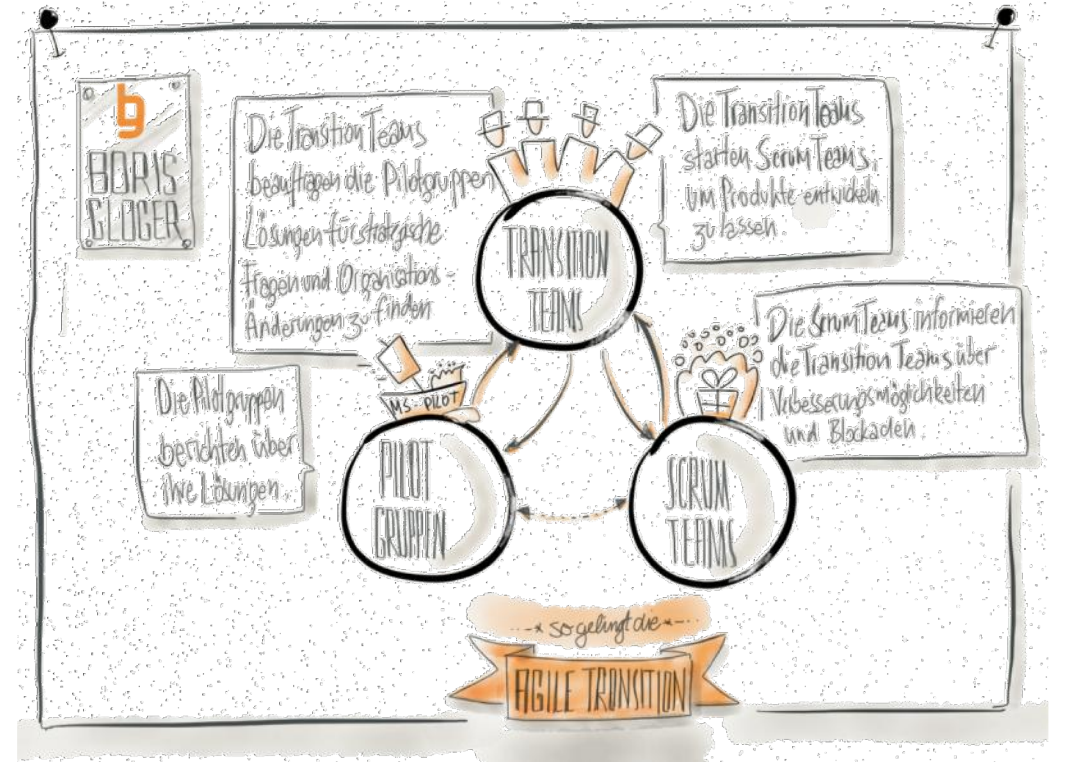 b
g
BORIS
GLOGER
Die Transition Teams
beauftragen die Pilotgruppen
Lösungen für strategische
Fragen und Organisations-
Änderungen zu finden
Die Transition Teams
starten Scrum Teams,
um Produkte entwickeln
zu lassen.
TRANSITION
TEAMS
Die Scrum Teams informieren
die Transition Teams über
Verbesserungsmöglichkeiten
und Blockaden.
Die Pilotgruppen
berichten über
ihre Lösungen.
MS. PILOT
PILOT
GRUPPEN
SCRUM
TEAMS
so gelingt die
AGILE TRANSITION